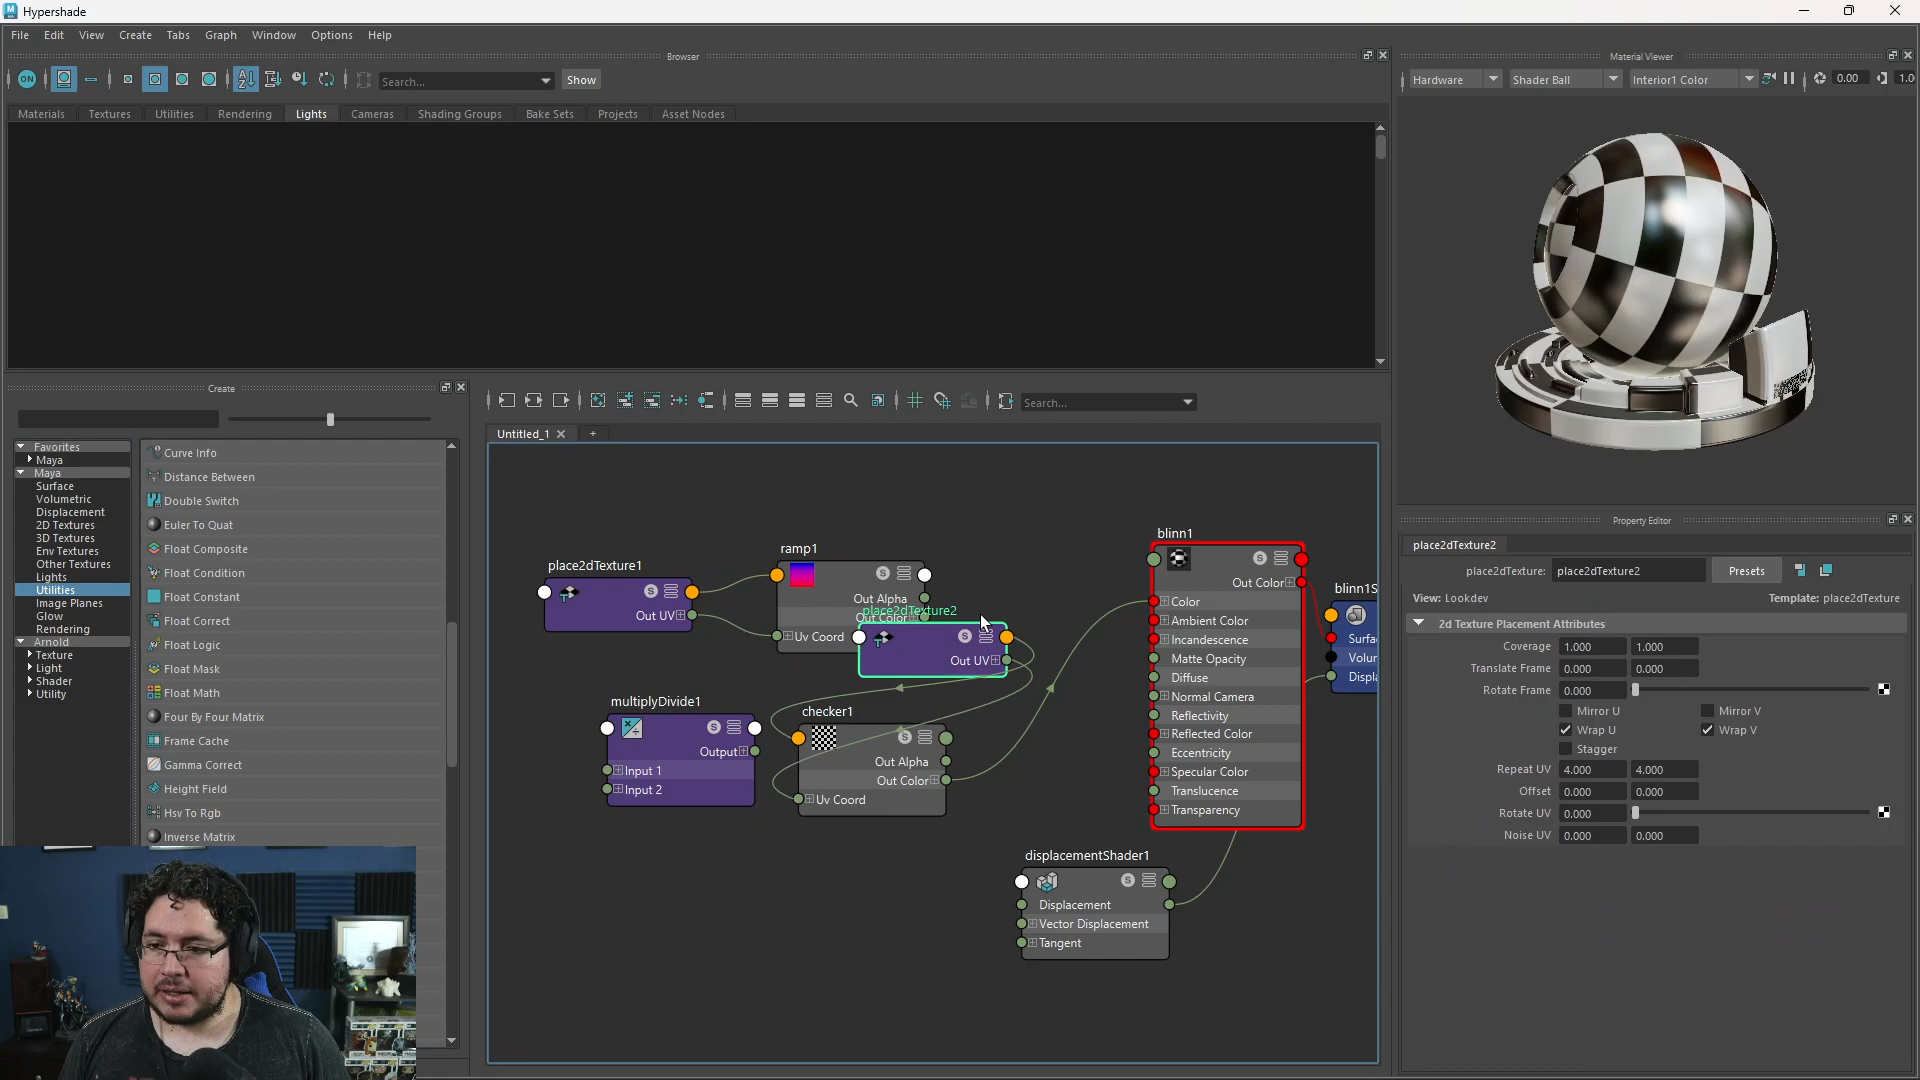 Hypershade
File Edit View Create Tabs Graph Window Options Help
Browser
ON
Search...
Show
Materials Textures Utilities Rendering Lights Cameras Shading Groups Bake Sets Projects Asset Nodes
Material Viewer
Hardware Shader Ball Interior1 Color 0.00 1.0
Create
Favorites
Maya
Maya
Surface
Volumetric
Displacement
2D Textures
3D Textures
Env Textures
Other Textures
Lights
Utilities
Image Planes
Glow
Rendering
Arnold
Texture
Light
Shader
Utility
Curve Info
Distance Between
Double Switch
Euler To Quat
Float Composite
Float Condition
Float Constant
Float Correct
Float Logic
Float Mask
Float Math
Four By Four Matrix
Frame Cache
Gamma Correct
Height Field
Hsv To Rgb
Inverse Matrix
Search...
Untitled_1
+
place2dTexture1
Out UV
ramp1
Out Alpha
Out Color
Uv Coord
place2dTexture2
Out UV
multiplyDivide1
Output
Input 1
Input 2
checker1
Out Alpha
Out Color
Uv Coord
blinn1
Out Color
Color
Ambient Color
Incandescence
Matte Opacity
Diffuse
Normal Camera
Reflectivity
Reflected Color
Eccentricity
Specular Color
Translucence
Transparency
blinn1S
Surfa
Volur
Displa
displacementShader1
Displacement
Vector Displacement
Tangent
Property Editor
place2dTexture2
place2dTexture: place2dTexture2 Presets
View: Lookdev Template: place2dTexture
2d Texture Placement Attributes
Coverage 1.000 1.000
Translate Frame 0.000 0.000
Rotate Frame 0.000
Mirror U Mirror V
Wrap U Wrap V
Stagger
Repeat UV 4.000 4.000
Offset 0.000 0.000
Rotate UV 0.000
Noise UV 0.000 0.000